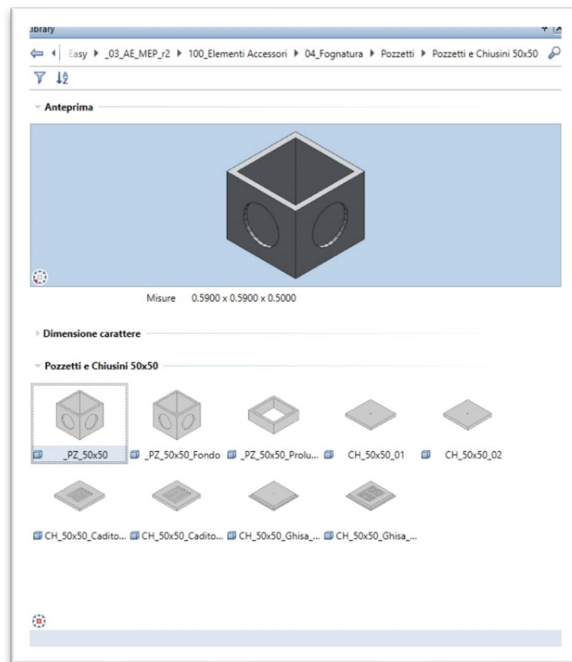 Library
Easy ▸ _03_AE_MEP_r2 ▸ 100_Elementi Accessori ▸ 04_Fognatura ▸ Pozzetti ▸ Pozzetti e Chiusini 50x50
Anteprima
Misure 0.5900 x 0.5900 x 0.5000
Dimensione carattere
Pozzetti e Chiusini 50x50
_PZ_50x50 _PZ_50x50_Fondo _PZ_50x50_Prolu... CH_50x50_01 CH_50x50_02
CH_50x50_Cadito... CH_50x50_Cadito... CH_50x50_Ghisa_... CH_50x50_Ghisa_...